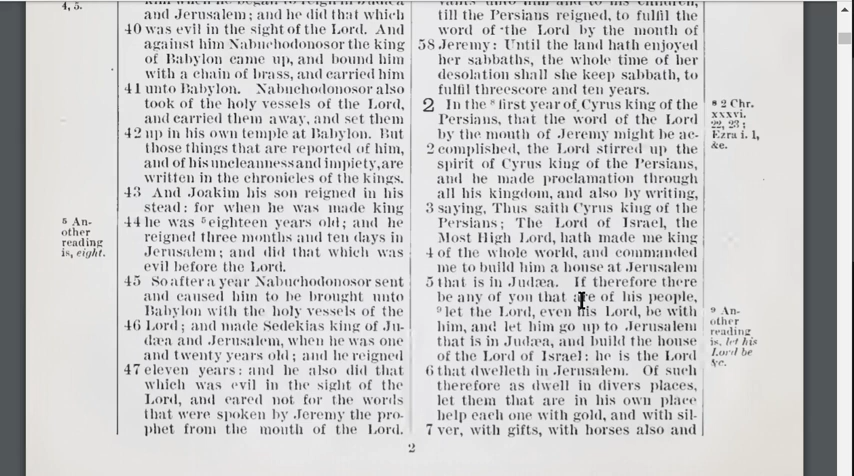 4, 5.
and Jerusalem; and he did that which
40 was evil in the sight of the Lord. And
against him Nabuchodonosor the king
of Babylon came up, and bound him
with a chain of brass, and carried him
41 unto Babylon. Nabuchodonosor also
took of the holy vessels of the Lord,
and carried them away, and set them
42 up in his own temple at Babylon. But
those things that are reported of him,
and of his uncleanness and impiety, are
written in the chronicles of the kings.
43 And Joakim his son reigned in his
stead: for when he was made king
44 he was ⁵eighteen years old; and he
reigned three months and ten days in
Jerusalem; and did that which was
evil before the Lord.
45 So after a year Nabuchodonosor sent
and caused him to be brought unto
Babylon with the holy vessels of the
46 Lord; and made Sedekias king of Ju-
dæa and Jerusalem, when he was one
and twenty years old; and he reigned
47 eleven years: and he also did that
which was evil in the sight of the
Lord, and cared not for the words
that were spoken by Jeremy the pro-
phet from the mouth of the Lord.
⁵ An-
other
reading
is, eight.
till the Persians reigned, to fulfil the
word of the Lord by the mouth of
58 Jeremy: Until the land hath enjoyed
her sabbaths, the whole time of her
desolation shall she keep sabbath, to
fulfil threescore and ten years.
2 In the ⁸first year of Cyrus king of the
Persians, that the word of the Lord
by the mouth of Jeremy might be ac-
2 complished, the Lord stirred up the
spirit of Cyrus king of the Persians,
and he made proclamation through
all his kingdom, and also by writing,
3 saying, Thus saith Cyrus king of the
Persians; The Lord of Israel, the
Most High Lord, hath made me king
4 of the whole world, and commanded
me to build him a house at Jerusalem
5 that is in Judæa. If therefore there
be any of you that are of his people,
⁹let the Lord, even his Lord, be with
him, and let him go up to Jerusalem
that is in Judæa, and build the house
of the Lord of Israel: he is the Lord
6 that dwelleth in Jerusalem. Of such
therefore as dwell in divers places,
let them that are in his own place
help each one with gold, and with sil-
7 ver, with gifts, with horses also and
⁸ 2 Chr.
xxxvi.
22, 23;
Ezra i. 1,
&c.
⁹ An-
other
reading
is, let his
Lord be
&c.
2